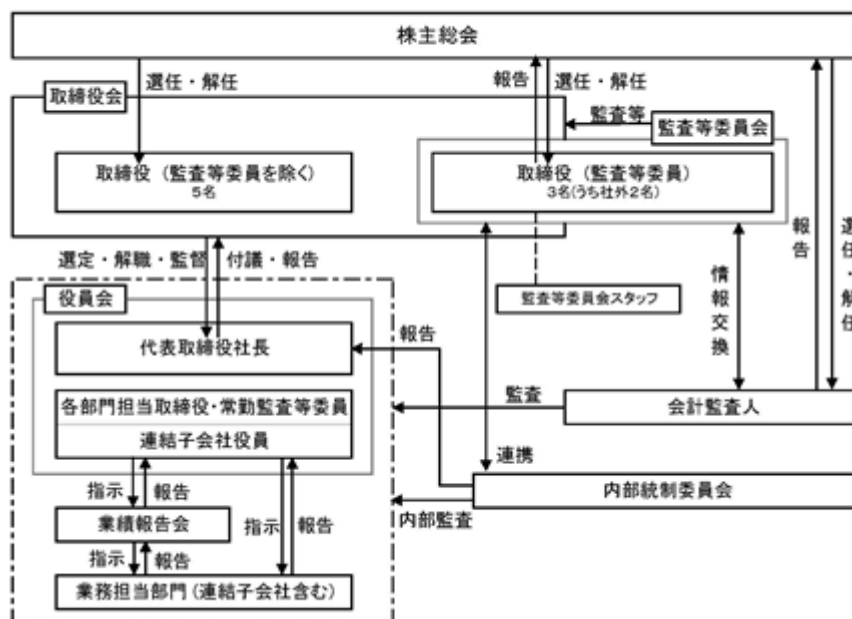 株主総会
選任・解任
報告
選任・解任
取締役会
監査等
監査等委員会
取締役（監査等委員を除く）
5名
取締役（監査等委員）
3名(うち社外2名)
報告
選任・解任
選定・解職・監督
付議・報告
情報交換
監査等委員会スタッフ
役員会
代表取締役社長
報告
各部門担当取締役・常勤監査等委員
監査
会計監査人
連結子会社役員
連携
指示
報告
内部統制委員会
業績報告会
指示
報告
内部監査
指示
報告
業務担当部門(連結子会社含む)